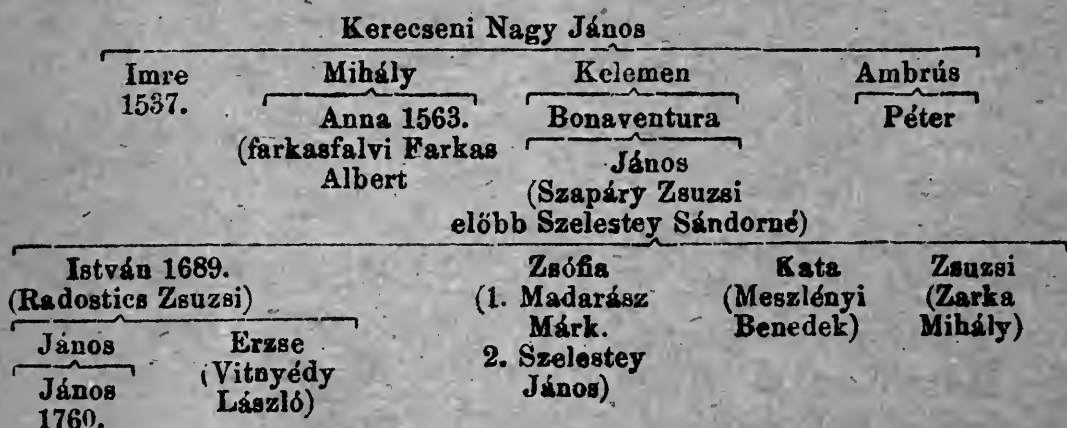 Kerecseni Nagy János
Imre Mihály Kelemen Ambrús
1537. Anna 1563. Bonaventura Péter
(farkasfalvi Farkas János
Albert (Szapáry Zsuzsi
előbb Szelestey Sándorné)
István 1689. Zsófia Kata Zsuzsi
(Radostics Zsuzsi) (1. Madarász (Meszlényi (Zarka
Márk. Benedek) Mihály)
János Erzse 2. Szelestey
János (Vitnyédy János)
1760. László)